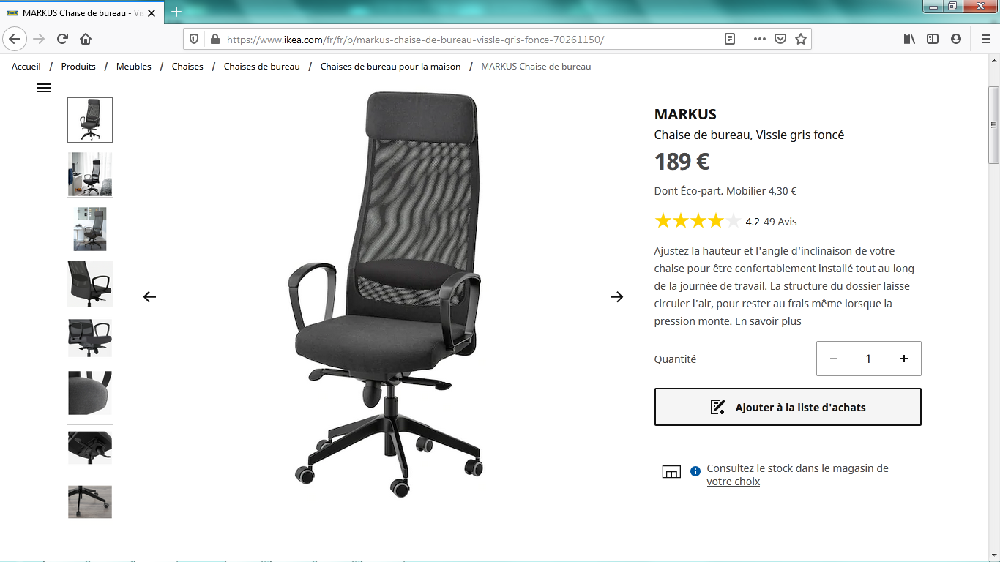 MARKUS Chaise de bureau - Vis
https://www.ikea.com/fr/fr/p/markus-chaise-de-bureau-vissle-gris-fonce-70261150/
Accueil / Produits / Meubles / Chaises / Chaises de bureau / Chaises de bureau pour la maison / MARKUS Chaise de bureau
MARKUS
Chaise de bureau, Vissle gris foncé
189 €
Dont Éco-part. Mobilier 4,30 €
4.2 49 Avis
Ajustez la hauteur et l'angle d'inclinaison de votre
chaise pour être confortablement installé tout au long
de la journée de travail. La structure du dossier laisse
circuler l'air, pour rester au frais même lorsque la
pression monte. En savoir plus
Quantité − 1 +
Ajouter à la liste d'achats
Consultez le stock dans le magasin de
votre choix